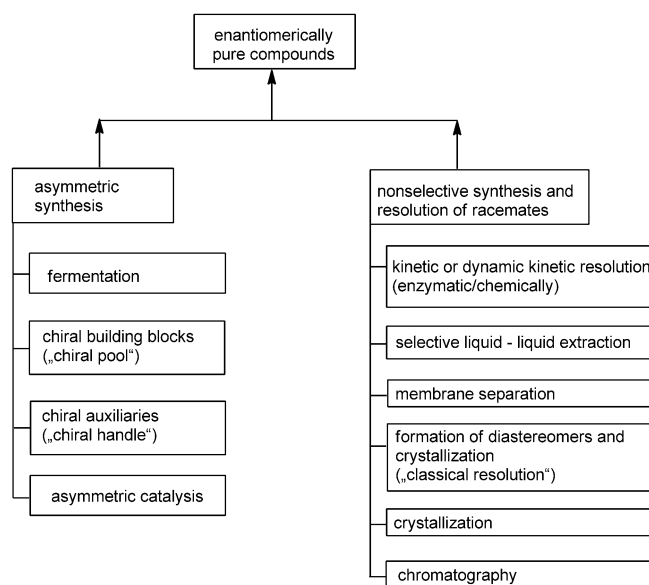 enantiomerically
pure compounds
asymmetric
synthesis
fermentation
chiral building blocks
(„chiral pool“)
chiral auxiliaries
(„chiral handle“)
asymmetric catalysis
nonselective synthesis and
resolution of racemates
kinetic or dynamic kinetic resolution
(enzymatic/chemically)
selective liquid - liquid extraction
membrane separation
formation of diastereomers and
crystallization
(„classical resolution“)
crystallization
chromatography